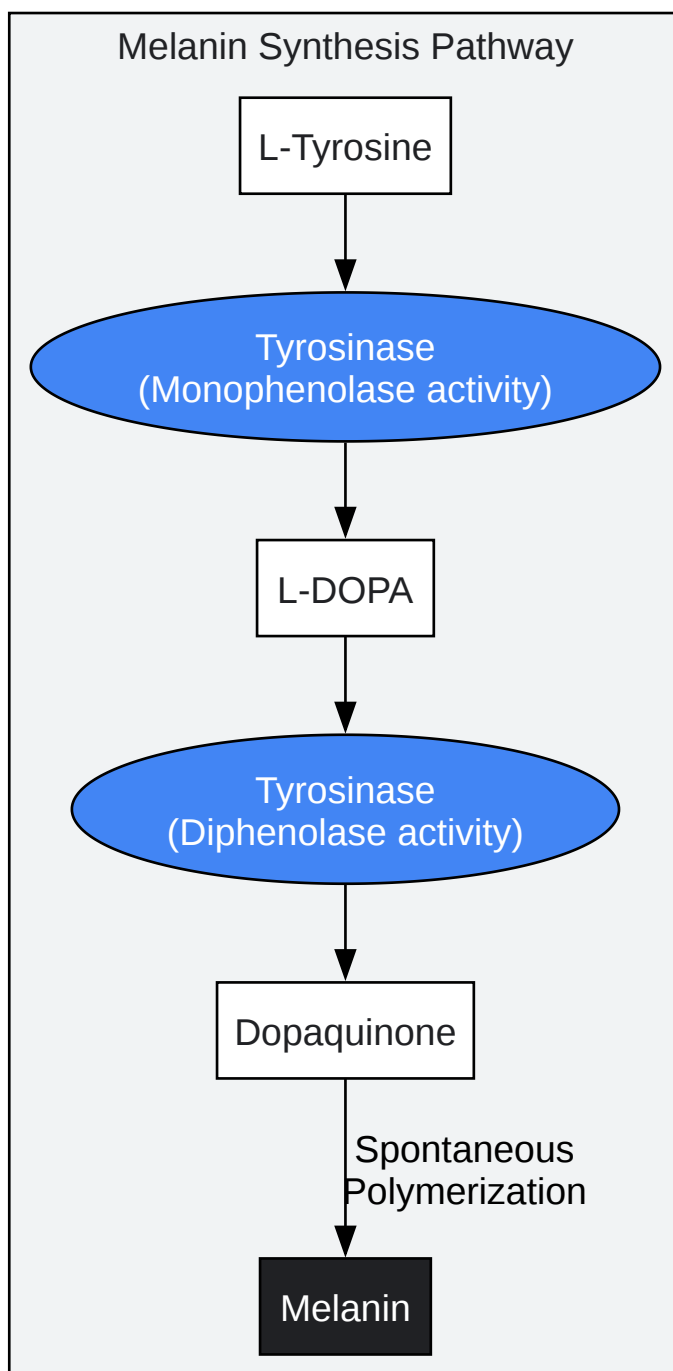 Melanin Synthesis Pathway
L-Tyrosine
Tyrosinase
(Monophenolase activity)
L-DOPA
Tyrosinase
(Diphenolase activity)
Dopaquinone
Spontaneous
Polymerization
Melanin